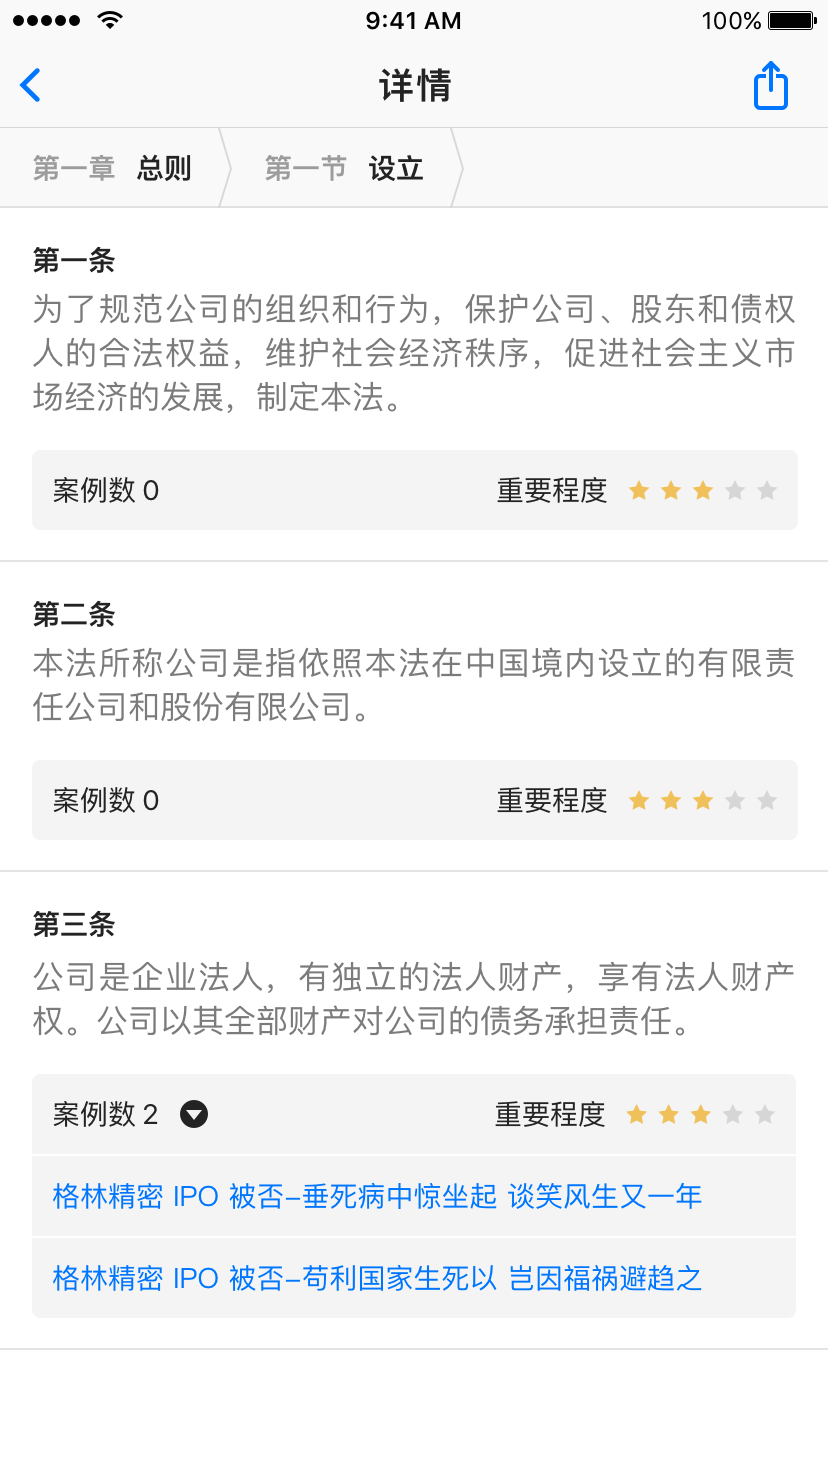 9:41 AM 100%
详情
第一章 总则 第一节 设立
第一条
为了规范公司的组织和行为，保护公司、股东和债权
人的合法权益，维护社会经济秩序，促进社会主义市
场经济的发展，制定本法。
案例数 0 重要程度
第二条
本法所称公司是指依照本法在中国境内设立的有限责
任公司和股份有限公司。
案例数 0 重要程度
第三条
公司是企业法人，有独立的法人财产，享有法人财产
权。公司以其全部财产对公司的债务承担责任。
案例数 2 重要程度
格林精密 IPO 被否–垂死病中惊坐起 谈笑风生又一年
格林精密 IPO 被否–苟利国家生死以 岂因福祸避趋之